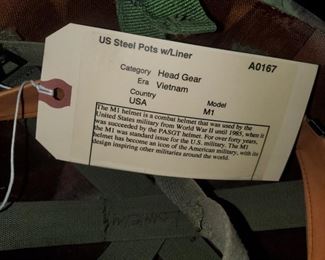 US Steel Pots w/Liner A0167
Category Head Gear
Era Vietnam
Country Model
USA M1
The M1 helmet is a combat helmet that was used by the
United States military from World War II until 1985, when it
was succeeded by the PASGT helmet. For over forty years,
the M1 was standard issue for the U.S. military. The M1
helmet has become an icon of the American military, with its
design inspiring other militaries around the world.